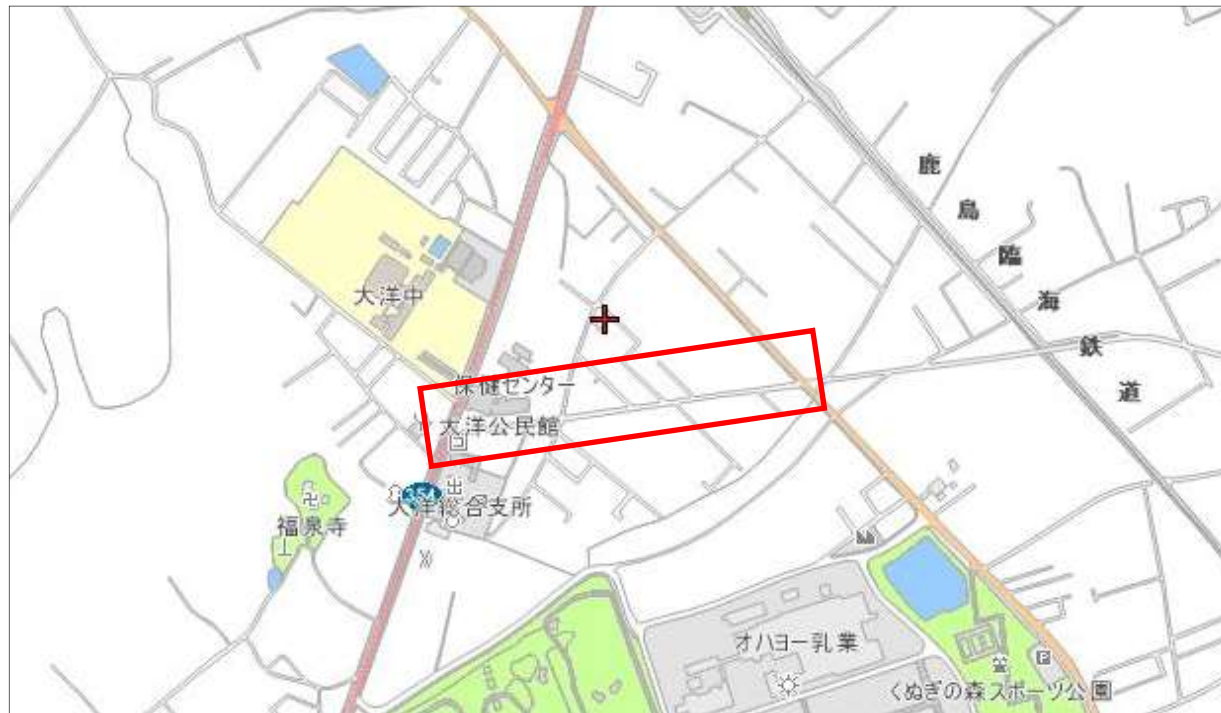 鹿島臨海鉄道
大洋中
保健センター
大洋公民館
354
大洋総合支所
福泉寺
オハヨー乳業
P
くぬぎの森スポーツ公園